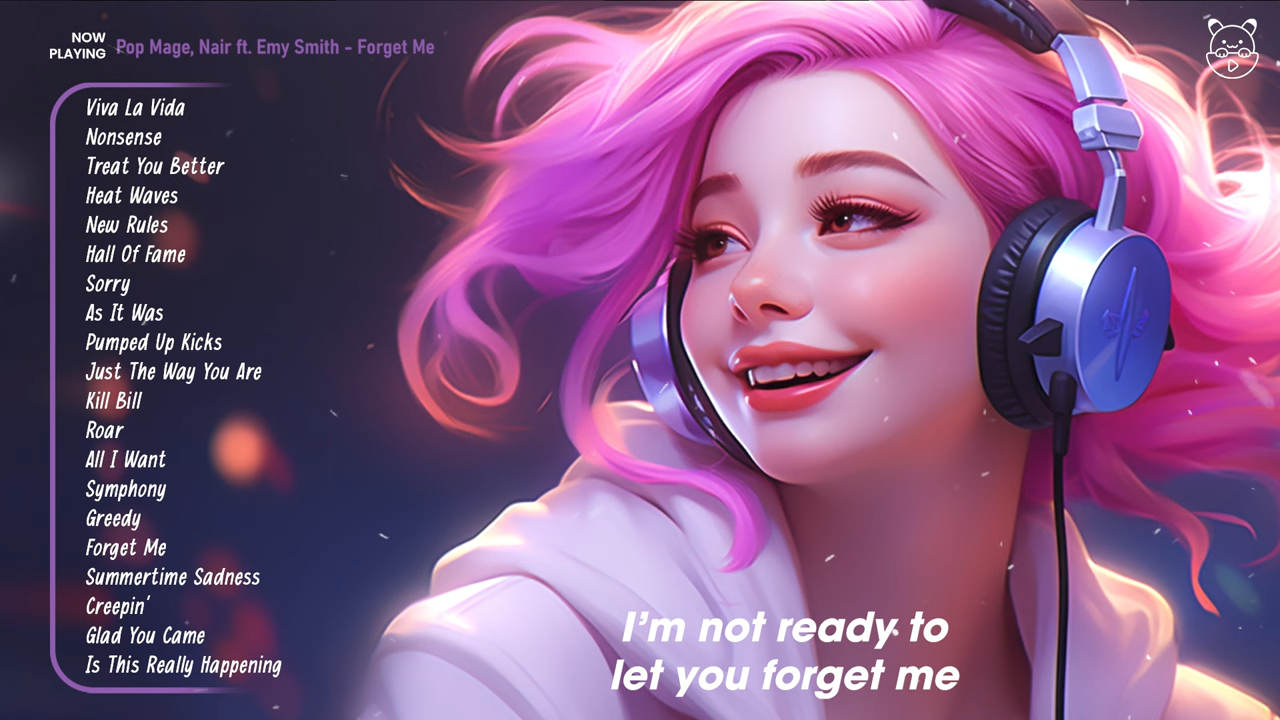 NOW
PLAYING
Pop Mage, Nair ft. Emy Smith - Forget Me
Viva La Vida
Nonsense
Treat You Better
Heat Waves
New Rules
Hall Of Fame
Sorry
As It Was
Pumped Up Kicks
Just The Way You Are
Kill Bill
Roar
All I Want
Symphony
Greedy
Forget Me
Summertime Sadness
Creepin'
Glad You Came
Is This Really Happening
I'm not ready to
let you forget me